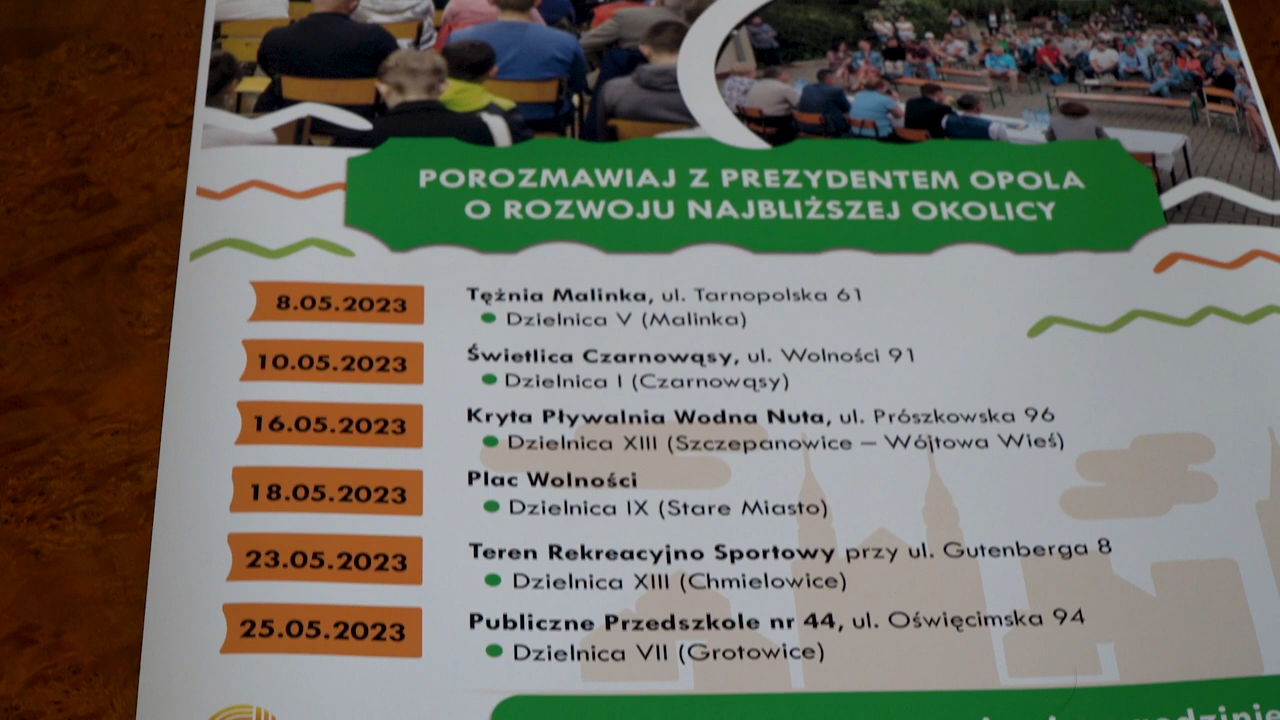 POROZMAWIAJ Z PREZYDENTEM OPOLA
O ROZWOJU NAJBLIŻSZEJ OKOLICY
8.05.2023
Tężnia Malinka, ul. Tarnopolska 61
Dzielnica V (Malinka)
10.05.2023
Świetlica Czarnowąsy, ul. Wolności 91
Dzielnica I (Czarnowąsy)
16.05.2023
Kryta Pływalnia Wodna Nuta, ul. Prószkowska 96
Dzielnica XIII (Szczepanowice – Wójtowa Wieś)
18.05.2023
Plac Wolności
Dzielnica IX (Stare Miasto)
23.05.2023
Teren Rekreacyjno Sportowy przy ul. Gutenberga 8
Dzielnica XIII (Chmielowice)
25.05.2023
Publiczne Przedszkole nr 44, ul. Oświęcimska 94
Dzielnica VII (Grotowice)